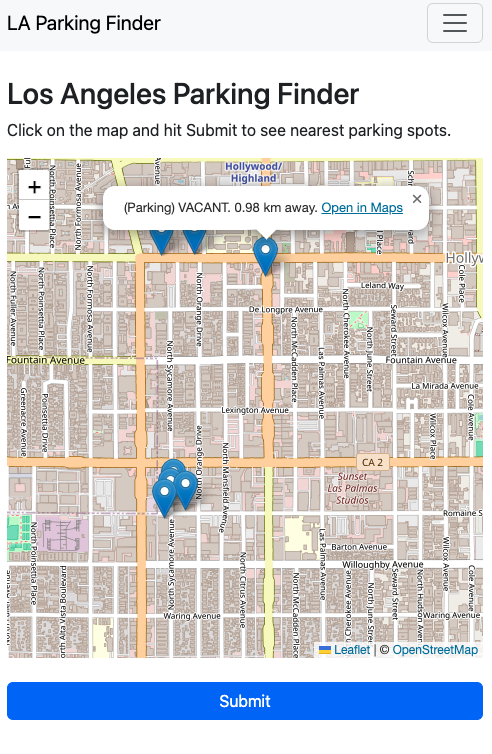 LA Parking Finder
Los Angeles Parking Finder
Click on the map and hit Submit to see nearest parking spots.
Hollywood/
Highland
+
−
(Parking) VACANT. 0.98 km away. Open in Maps
×
North Poinsettia Place
North Formosa Avenue
Cole Place
Leland Way
North Fuller Avenue
North Poinsettia Place
North Formosa Avenue
North Orange Drive
De Longpre Avenue
North McCadden Place
North Cherokee Avenue
Seward Street
Wilcox Avenue
Fountain Avenue
Fountain Avenue
North Sycamore Avenue
Las Palmas Avenue
North June Street
La Mirada Avenue
Greenacre Avenue
Poinsettia Drive
Lexington Avenue
Wilcox Place
Cole Avenue
CA 2
North Orange Drive
North Mansfield Avenue
Sunset
Las Palmas
Studios
Romaine S
North Poinsettia Place
North Sycamore Avenue
Las Palmas Avenue
Barton Avenue
Willoughby Avenue
Alta Vista Boulevard
North Citrus Avenue
North McCadden Place
North Cherokee Avenue
North June Street
Seward Street
North Hudson Avenue
Wilcox Avenue
Cole Avenue
Waring Avenue
Waring Avenue
Leaflet | © OpenStreetMap
Submit